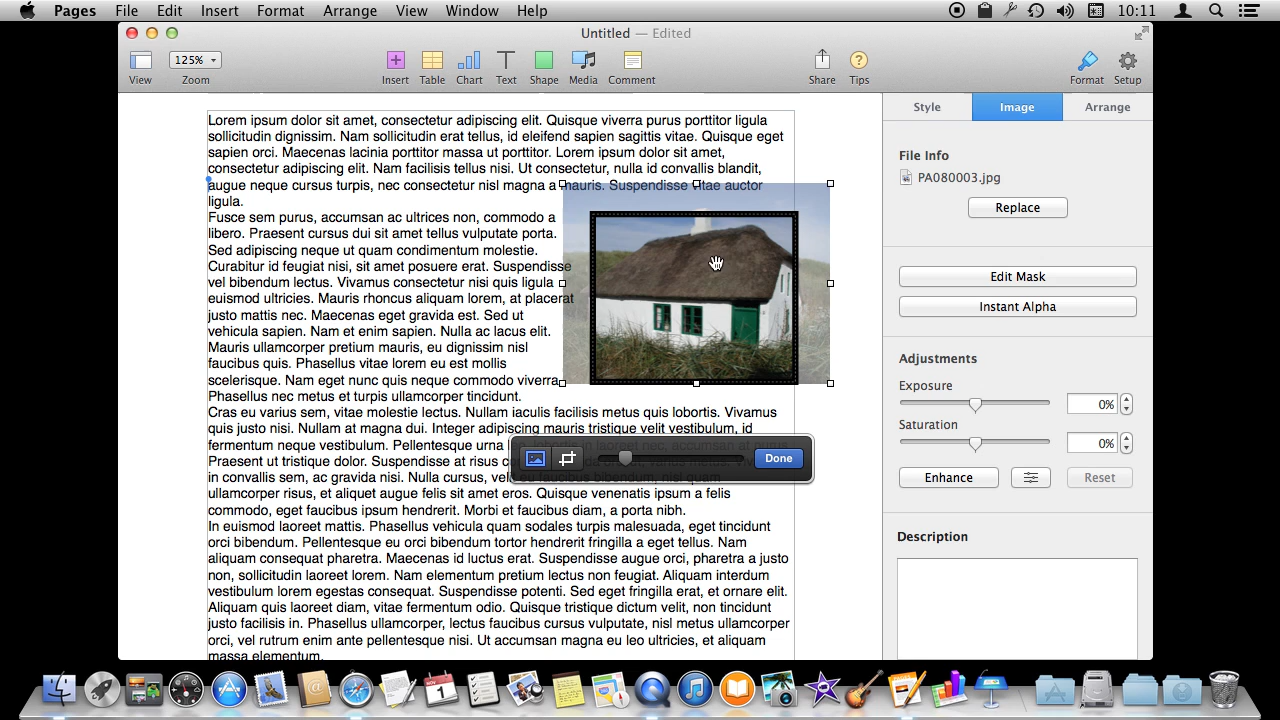 Pages File Edit Insert Format Arrange View Window Help 10:11
Untitled — Edited
125%
View Zoom Insert Table Chart Text Shape Media Comment Share Tips Format Setup
Style Image Arrange
Lorem ipsum dolor sit amet, consectetur adipiscing elit. Quisque viverra purus porttitor ligula
sollicitudin dignissim. Nam sollicitudin erat tellus, id eleifend sapien sagittis vitae. Quisque eget
sapien orci. Maecenas lacinia porttitor massa ut porttitor. Lorem ipsum dolor sit amet,
consectetur adipiscing elit. Nam facilisis tellus nisi. Ut consectetur, nulla id convallis blandit,
augue neque cursus turpis, nec consectetur nisl magna a mauris. Suspendisse vitae auctor
ligula.
Fusce sem purus, accumsan ac ultrices non, commodo a
libero. Praesent cursus dui sit amet tellus vulputate porta.
Sed adipiscing neque ut quam condimentum molestie.
Curabitur id feugiat nisi, sit amet posuere erat. Suspendisse
vel bibendum lectus. Vivamus consectetur nisi quis ligula
euismod ultricies. Mauris rhoncus aliquam lorem, at placerat
justo mattis nec. Maecenas eget gravida est. Sed ut
vehicula sapien. Nam et enim sapien. Nulla ac lacus elit.
Mauris ullamcorper pretium mauris, eu dignissim nisl
faucibus quis. Phasellus vitae lorem eu est mollis
scelerisque. Nam eget nunc quis neque commodo viverra.
Phasellus nec metus et turpis ullamcorper tincidunt.
Cras eu varius sem, vitae molestie lectus. Nullam iaculis facilisis metus quis lobortis. Vivamus
quis justo nisi. Nullam at magna dui. Integer adipiscing mauris tristique velit vestibulum, id
fermentum neque vestibulum. Pellentesque urna leo, lobortis in laoreet nec, accumsan at purus.
Praesent ut tristique dolor. Suspendisse at risus
in convallis sem, ac gravida nisi. Nulla cursus, velit eu faucibus bibendum, nisl quam
ullamcorper risus, et aliquet augue felis sit amet eros. Quisque venenatis ipsum a felis
commodo, eget faucibus ipsum hendrerit. Morbi et faucibus diam, a porta nibh.
In euismod laoreet mattis. Phasellus vehicula quam sodales turpis malesuada, eget tincidunt
orci bibendum. Pellentesque eu orci bibendum tortor hendrerit fringilla a eget tellus. Nam
aliquam consequat pharetra. Maecenas id luctus erat. Suspendisse augue orci, pharetra a justo
non, sollicitudin laoreet lorem. Nam elementum pretium lectus non feugiat. Aliquam interdum
vestibulum lorem egestas consequat. Suspendisse potenti. Sed eget fringilla erat, et ornare elit.
Aliquam quis laoreet diam, vitae fermentum odio. Quisque tristique dictum velit, non tincidunt
justo facilisis in. Phasellus ullamcorper, lectus faucibus cursus vulputate, nisl metus ullamcorper
orci, vel rutrum enim ante pellentesque nisi. Ut accumsan magna eu leo ultricies, et aliquam
massa elementum.
Done
File Info
PA080003.jpg
Replace
Edit Mask
Instant Alpha
Adjustments
Exposure
0%
Saturation
0%
Enhance Reset
Description
NOV
1